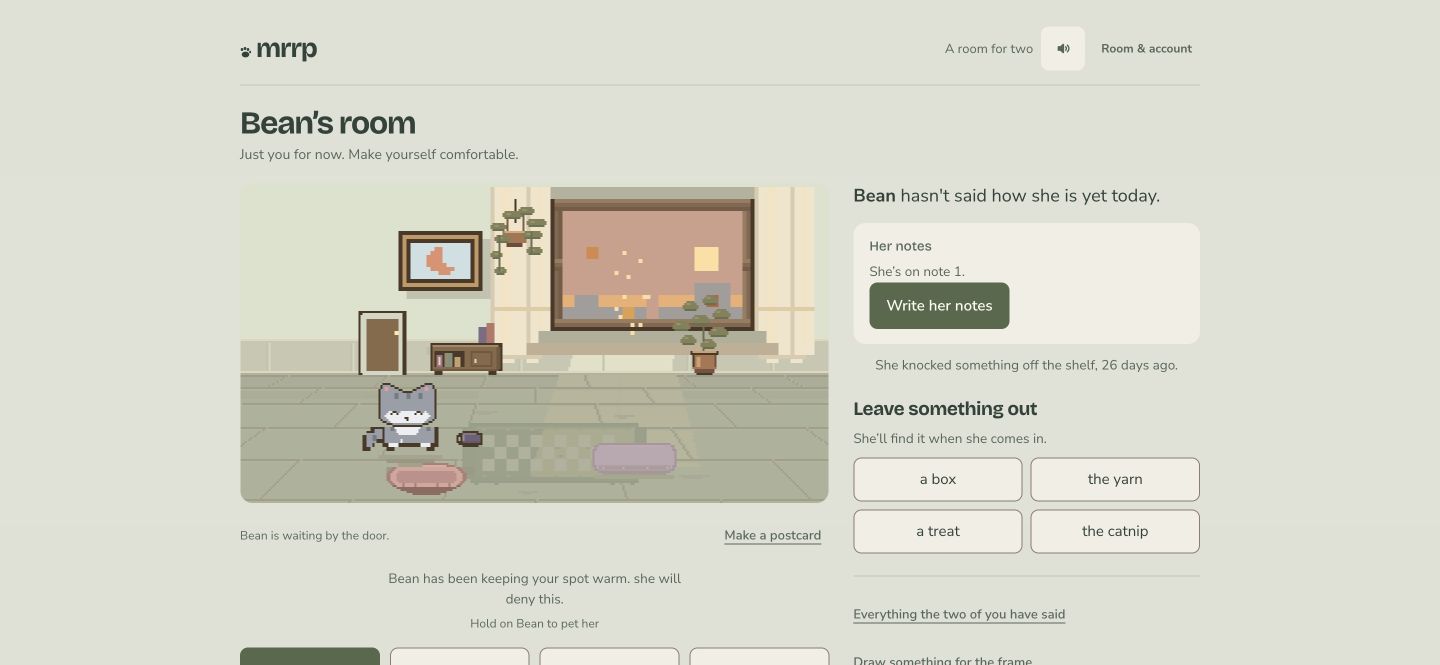 mrrp
A room for two
Room & account
Bean's room
Just you for now. Make yourself comfortable.
Bean hasn't said how she is yet today.
Her notes
She's on note 1.
Write her notes
She knocked something off the shelf, 26 days ago.
Leave something out
She'll find it when she comes in.
a box
the yarn
a treat
the catnip
Bean is waiting by the door.
Make a postcard
Bean has been keeping your spot warm. she will
deny this.
Hold on Bean to pet her
Everything the two of you have said
Draw something for the frame